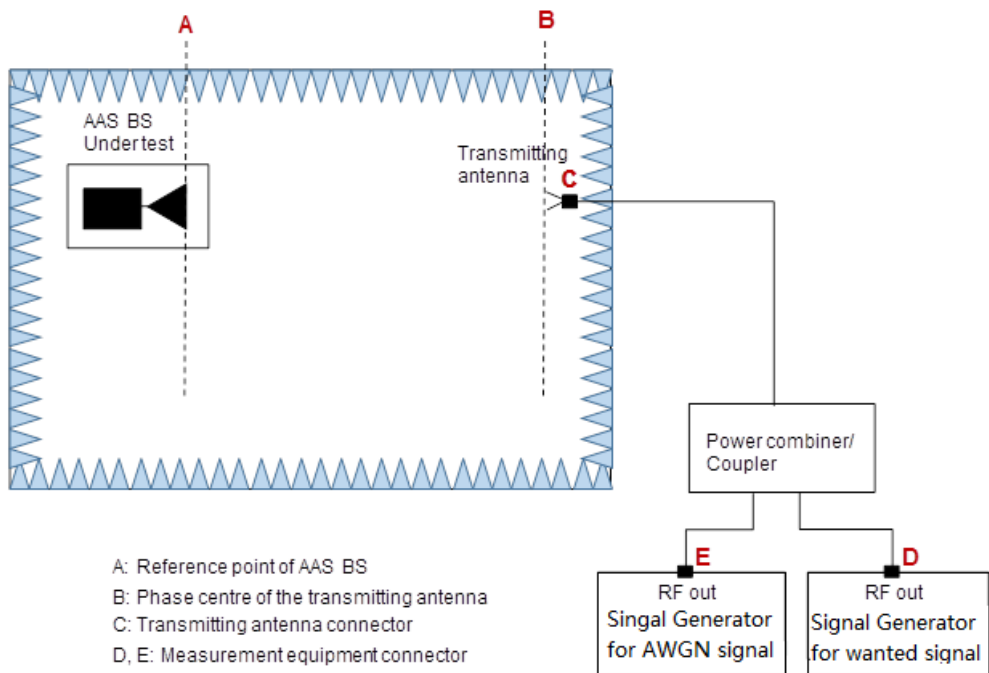 A
B
AAS BS
Under test
Transmitting
antenna
C
Power combiner/
Coupler
E
D
RF out
Singal Generator
for AWGN signal
RF out
Signal Generator
.for wanted signal
A: Reference point of AAS BS
B: Phase centre of the transmitting antenna
C: Transmitting antenna connector
D, E: Measurement equipment connector